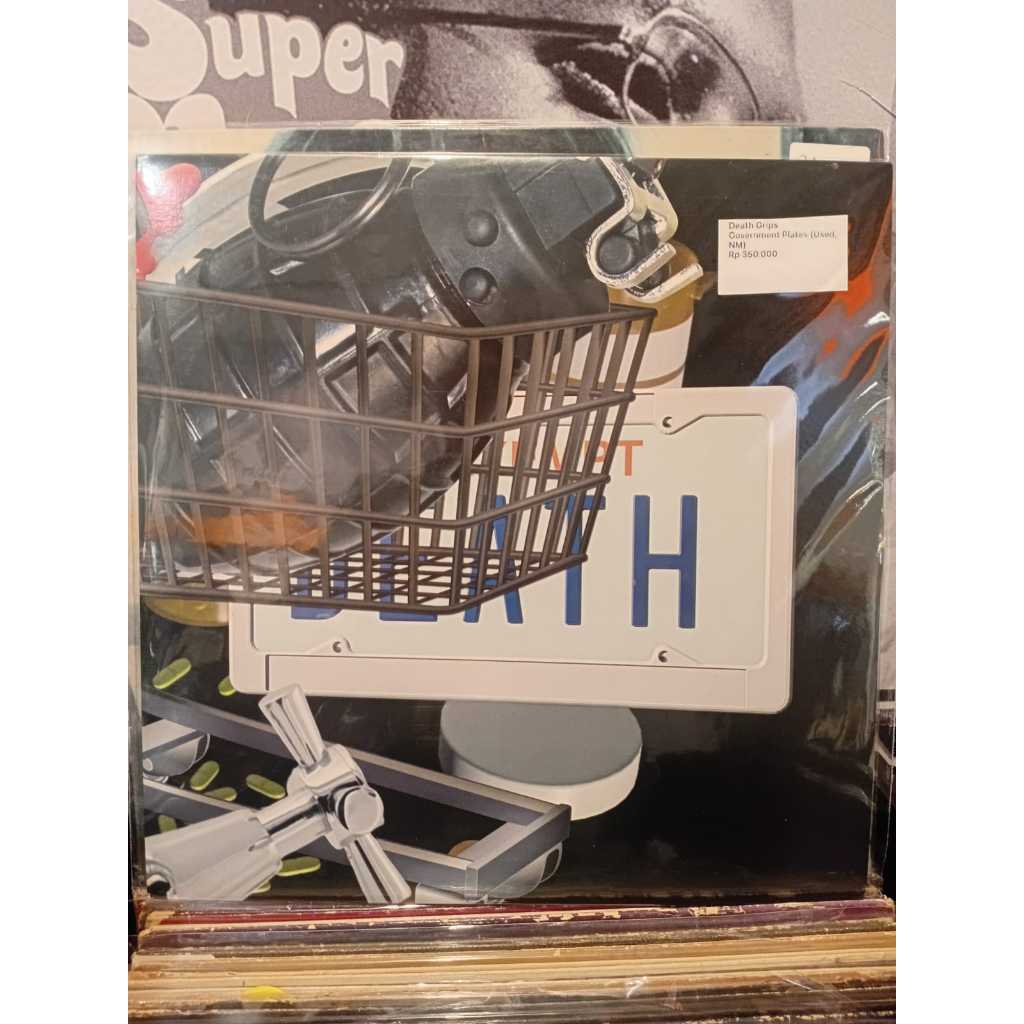 Super
Death Grips
Government Plates (Used,
NM)
Rp 350.000
DEATH